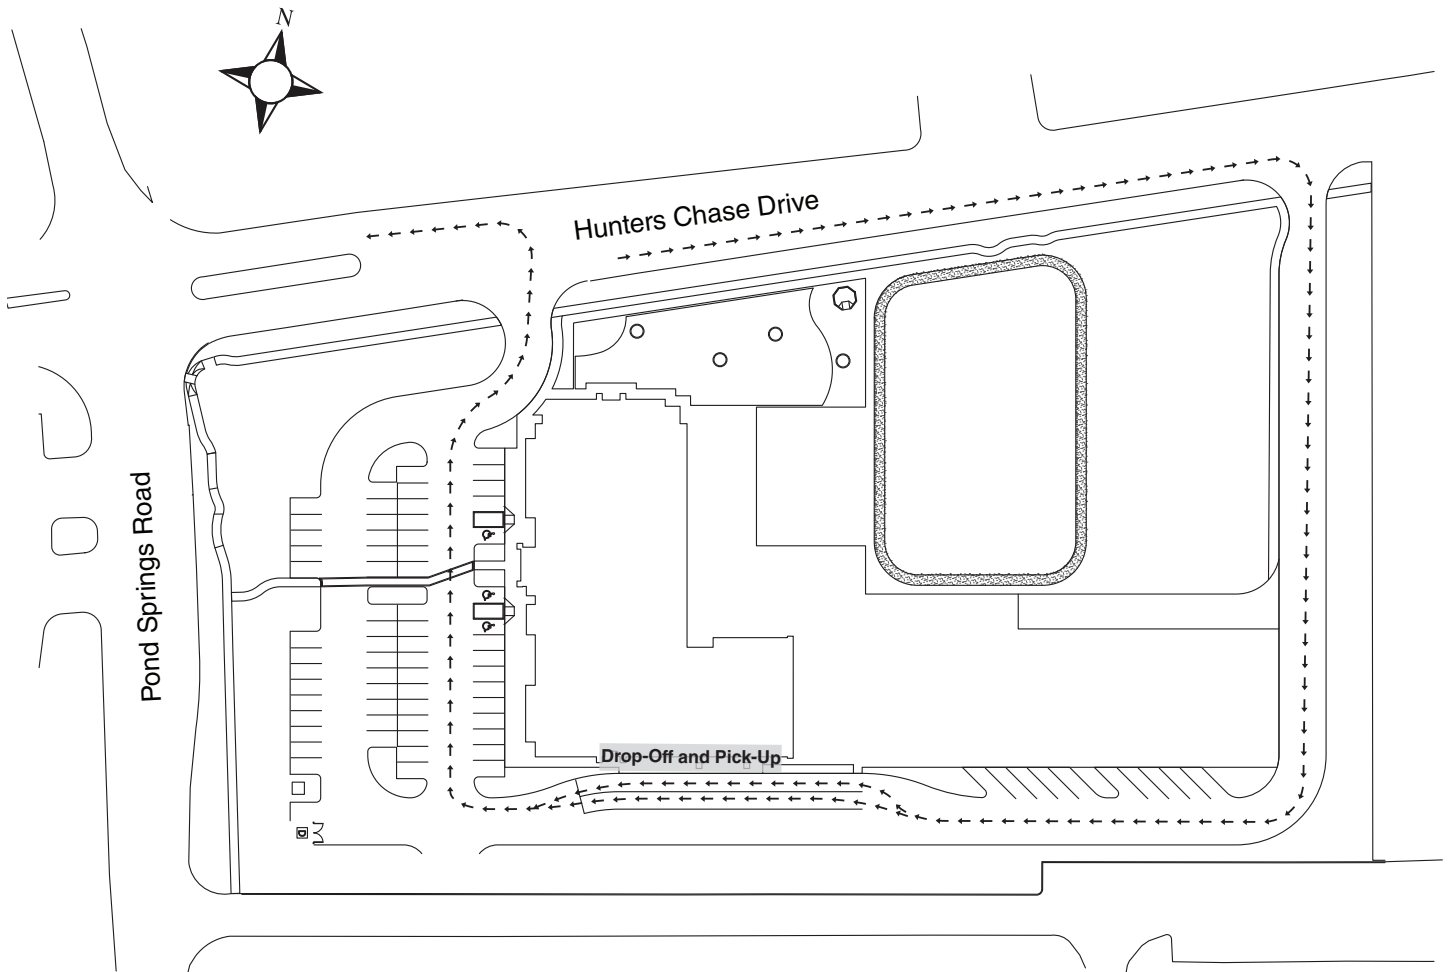 N
Hunters Chase Drive
Pond Springs Road
Drop-Off and Pick-Up
D